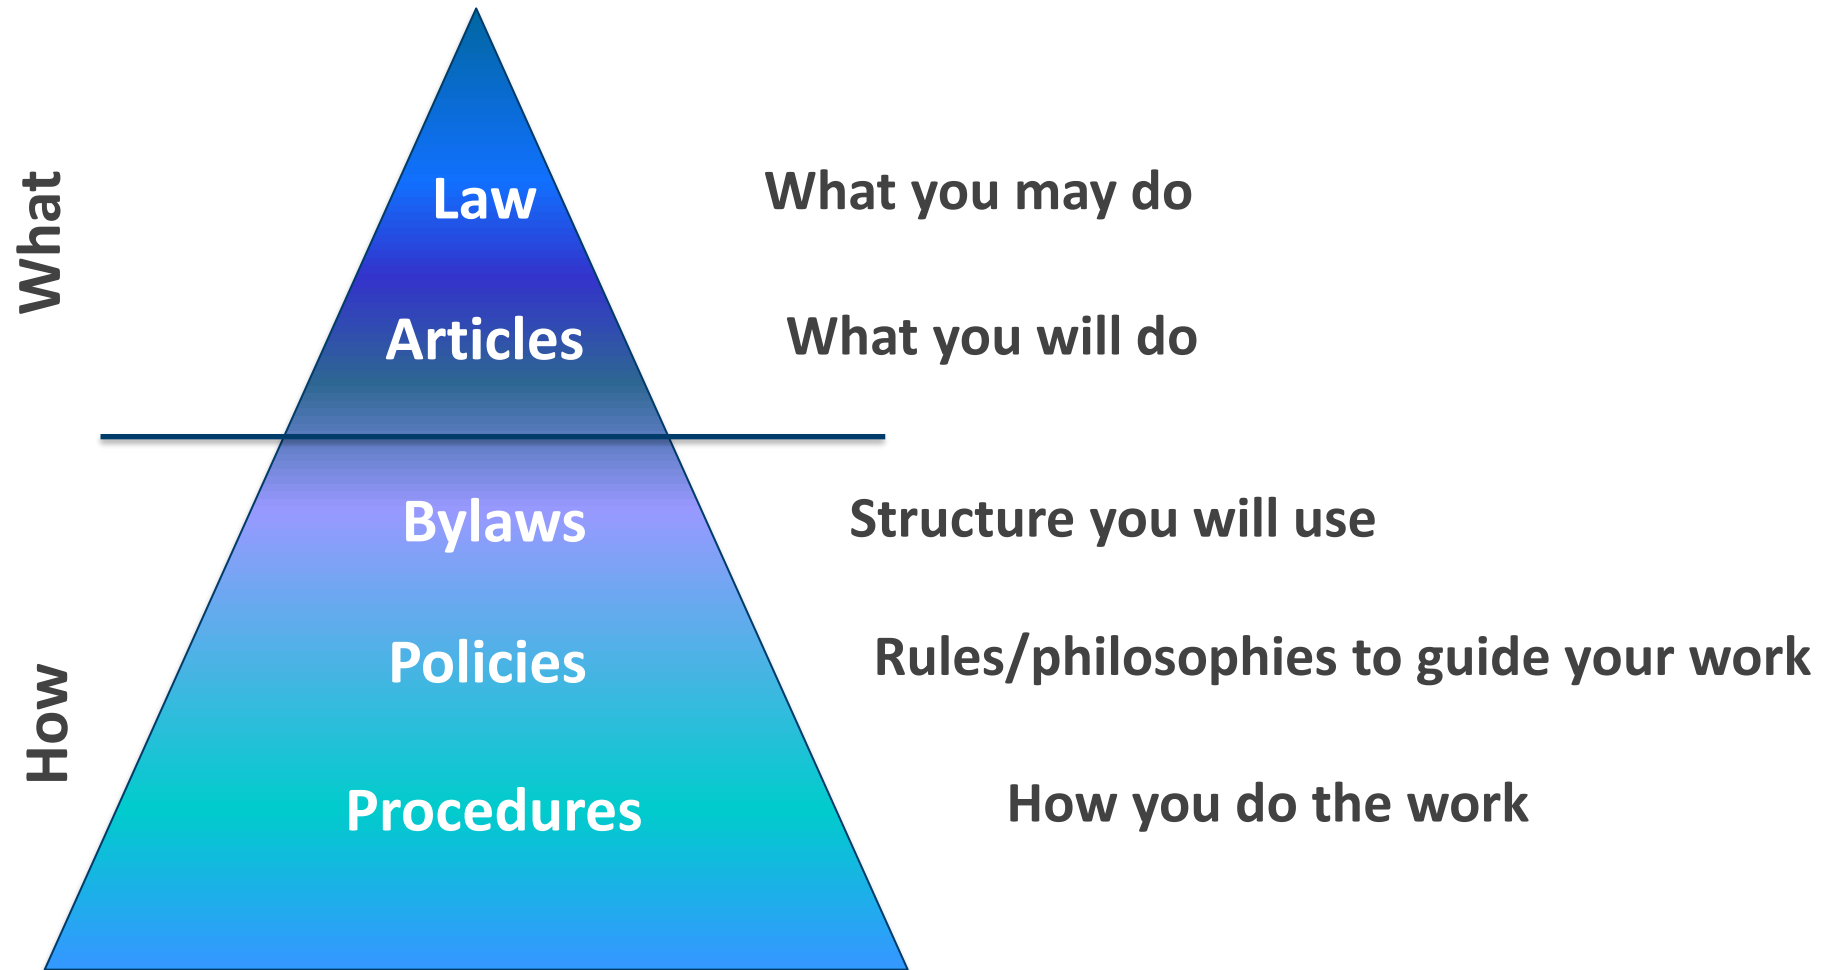 What
Law
What you may do
Articles
What you will do
How
Bylaws
Structure you will use
Policies
Rules/philosophies to guide your work
Procedures
How you do the work